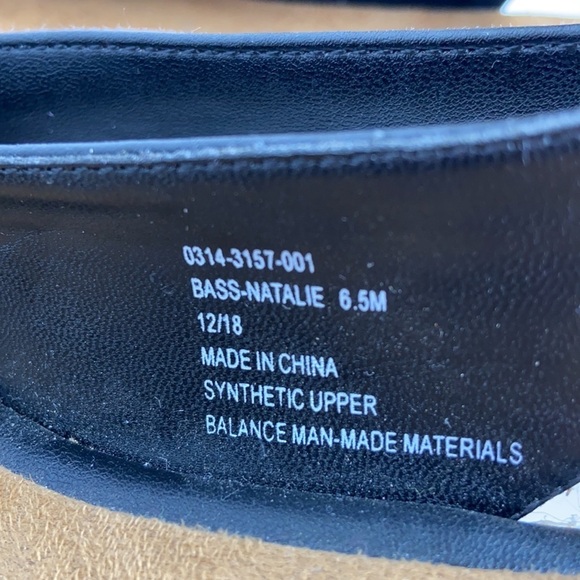 0314-3157-001
BASS-NATALIE 6.5M
12/18
MADE IN CHINA
SYNTHETIC UPPER
BALANCE MAN-MADE MATERIALS